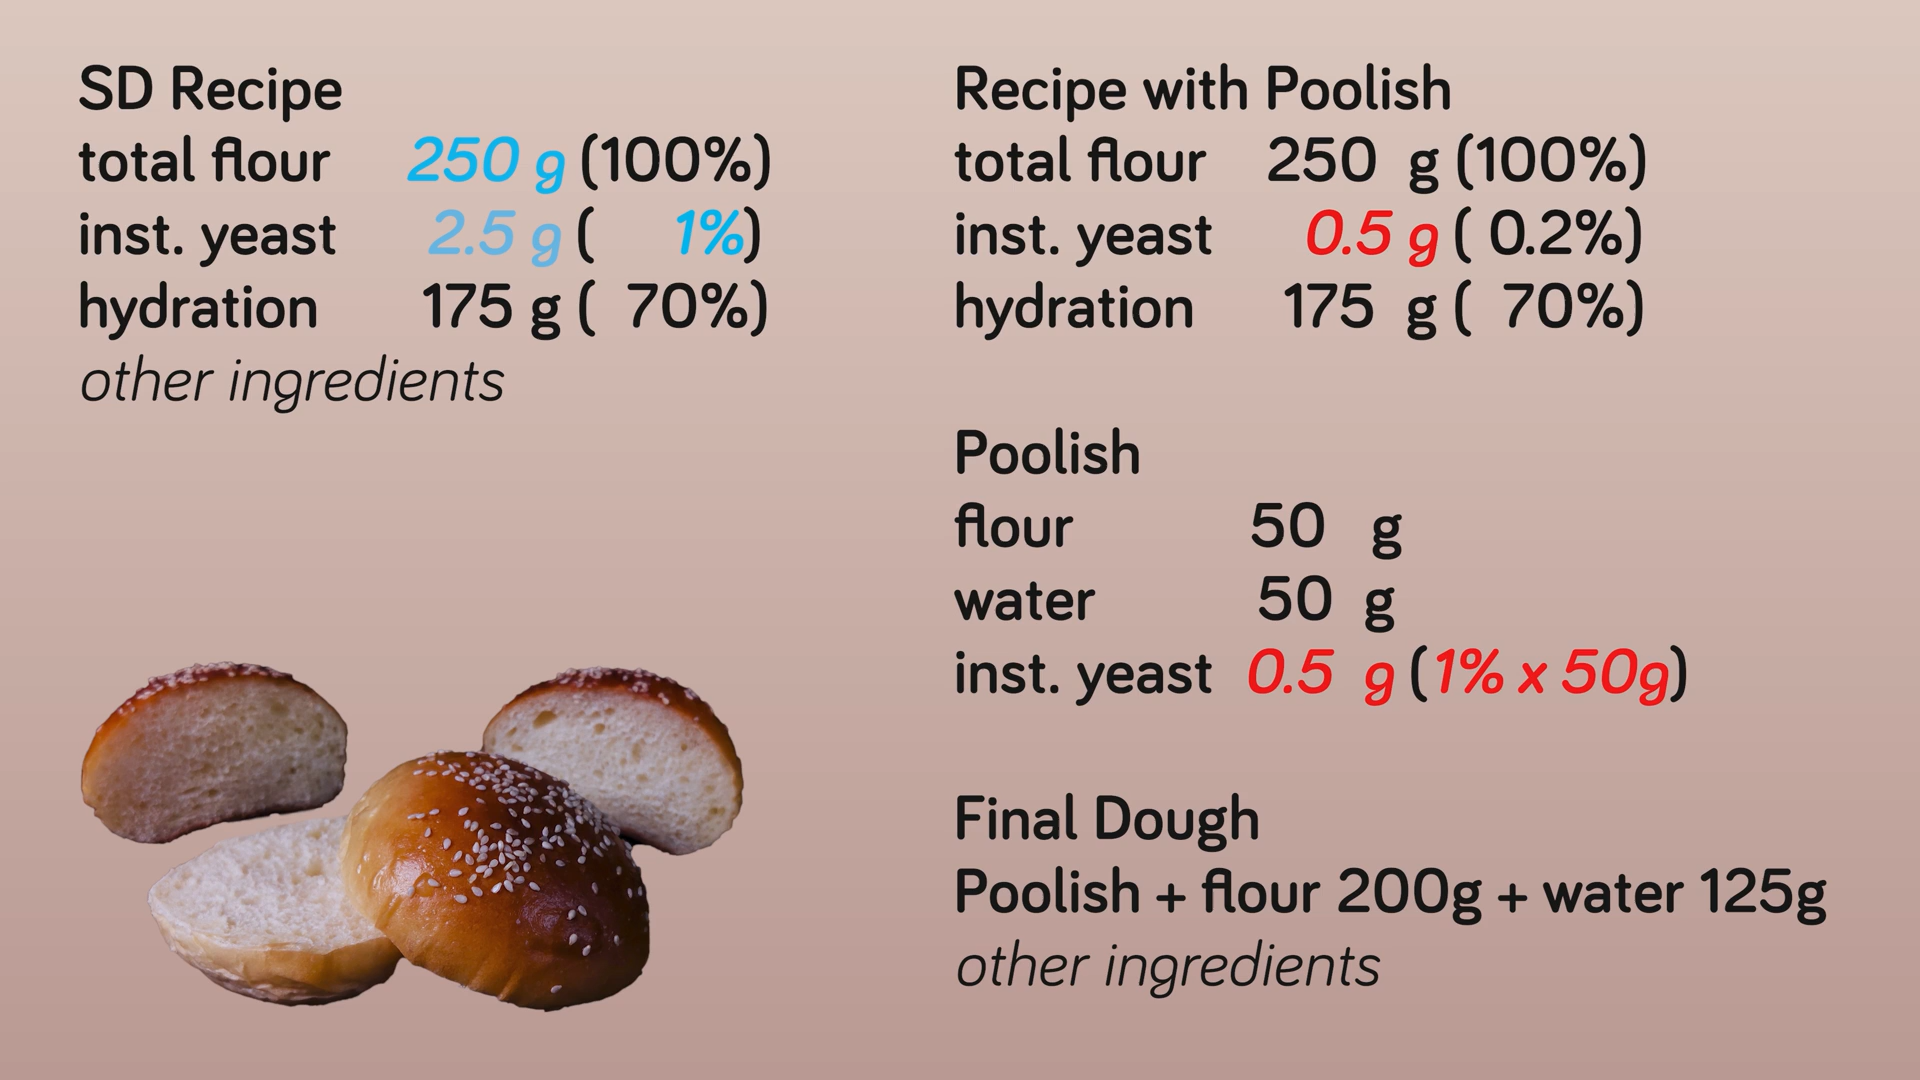 SD Recipe
total flour 250 g (100%)
inst. yeast 2.5 g ( 1%)
hydration 175 g ( 70%)
other ingredients
Recipe with Poolish
total flour 250 g (100%)
inst. yeast 0.5 g ( 0.2%)
hydration 175 g ( 70%)
Poolish
flour 50 g
water 50 g
inst. yeast 0.5 g (1% x 50g)
Final Dough
Poolish + flour 200g + water 125g
other ingredients